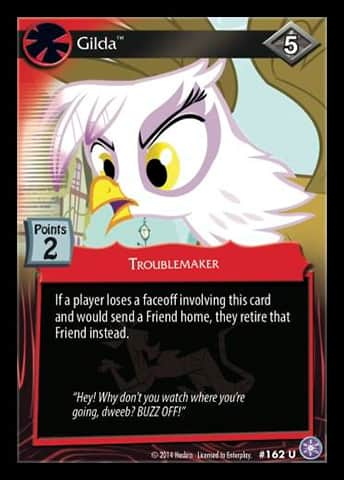 Gilda™
5
Points
2
TROUBLEMAKER
If a player loses a faceoff involving this card
and would send a Friend home, they retire that
Friend instead.
“Hey! Why don't you watch where you're
going, dweeb? BUZZ OFF!”
© 2014 Hasbro Licensed to Enterplay. #162 U